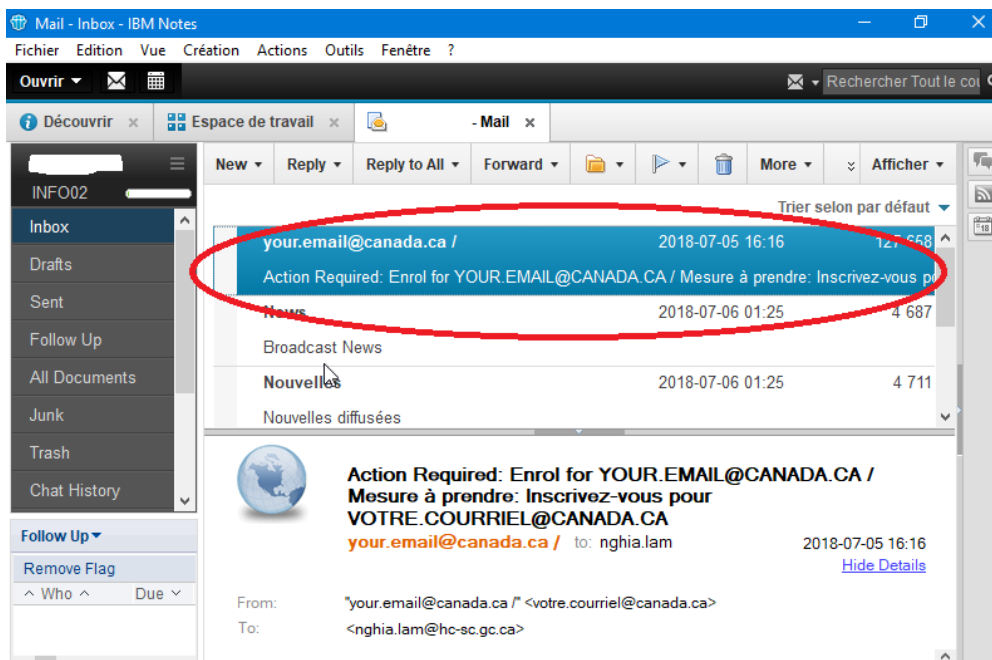 Mail - Inbox - IBM Notes
Fichier Edition Vue Création Actions Outils Fenêtre ?
Ouvrir Rechercher Tout le cou
Découvrir × Espace de travail × - Mail ×
New Reply Reply to All Forward More Afficher
INFO02
Trier selon par défaut
18
Inbox
Drafts
Sent
Follow Up
All Documents
Junk
Trash
Chat History
your.email@canada.ca / 2018-07-05 16:16 127 658
Action Required: Enrol for YOUR.EMAIL@CANADA.CA / Mesure à prendre: Inscrivez-vous po
News 2018-07-06 01:25 4 687
Broadcast News
Nouvelles 2018-07-06 01:25 4 711
Nouvelles diffusées
Follow Up
Remove Flag
Who Due
Action Required: Enrol for YOUR.EMAIL@CANADA.CA /
Mesure à prendre: Inscrivez-vous pour
VOTRE.COURRIEL@CANADA.CA
your.email@canada.ca / to: nghia.lam 2018-07-05 16:16
Hide Details
From: "your.email@canada.ca /" <votre.courriel@canada.ca>
To: <nghia.lam@hc-sc.gc.ca>